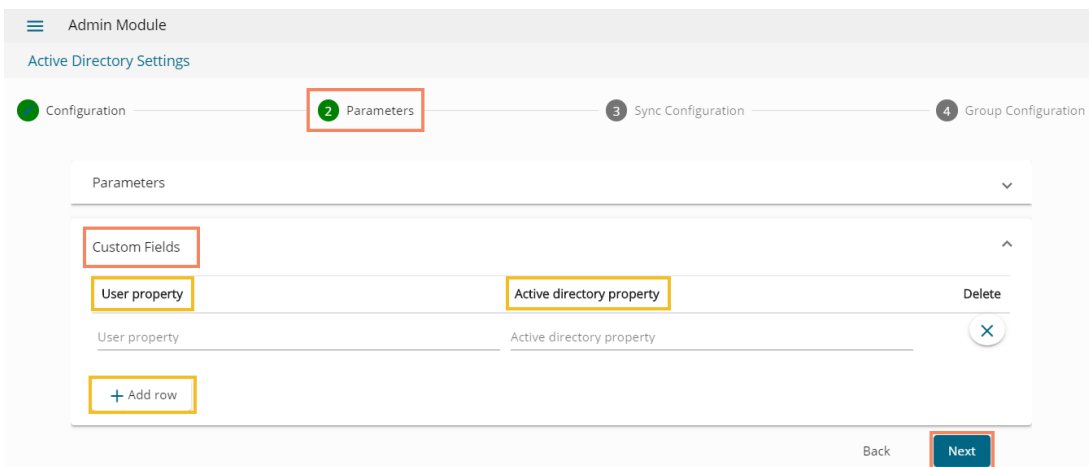 Admin Module
Active Directory Settings
Configuration 2 Parameters 3 Sync Configuration 4 Group Configuration
Parameters
Custom Fields
User property Active directory property Delete
User property Active directory property
+ Add row
Back Next